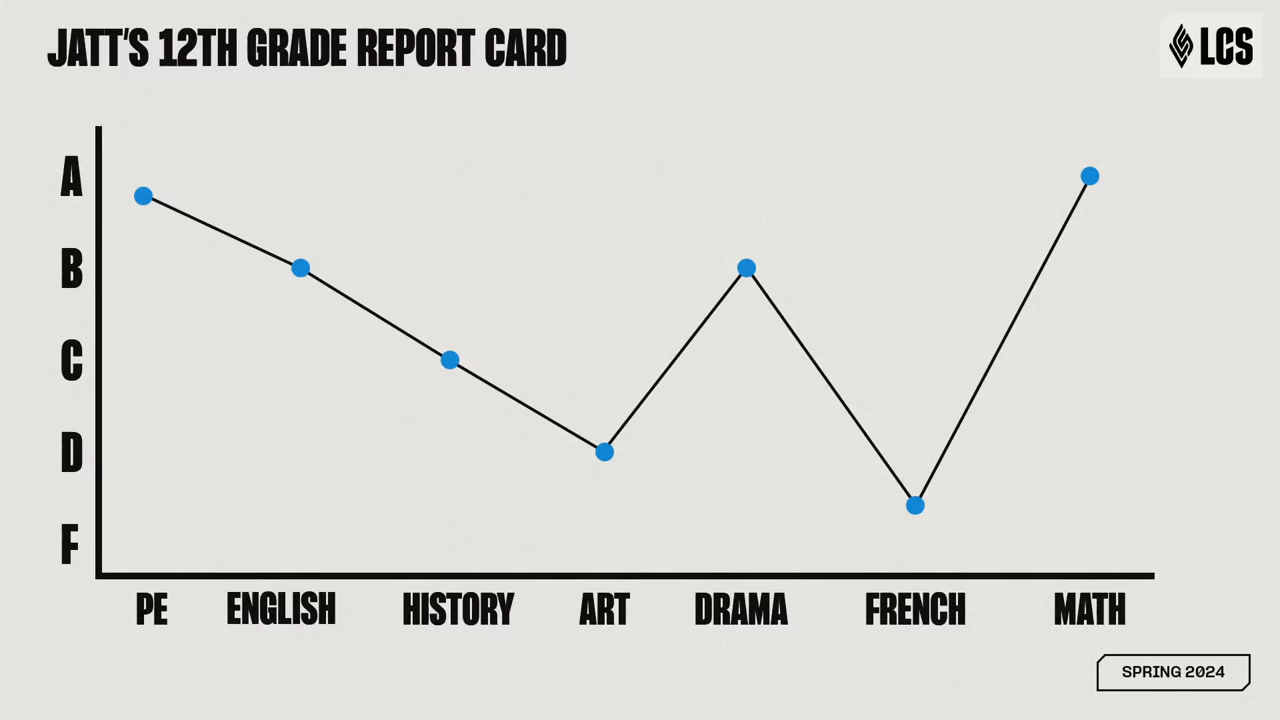 JATT'S 12TH GRADE REPORT CARD
LCS
A
B
C
D
F
PE ENGLISH HISTORY ART DRAMA FRENCH MATH
SPRING 2024